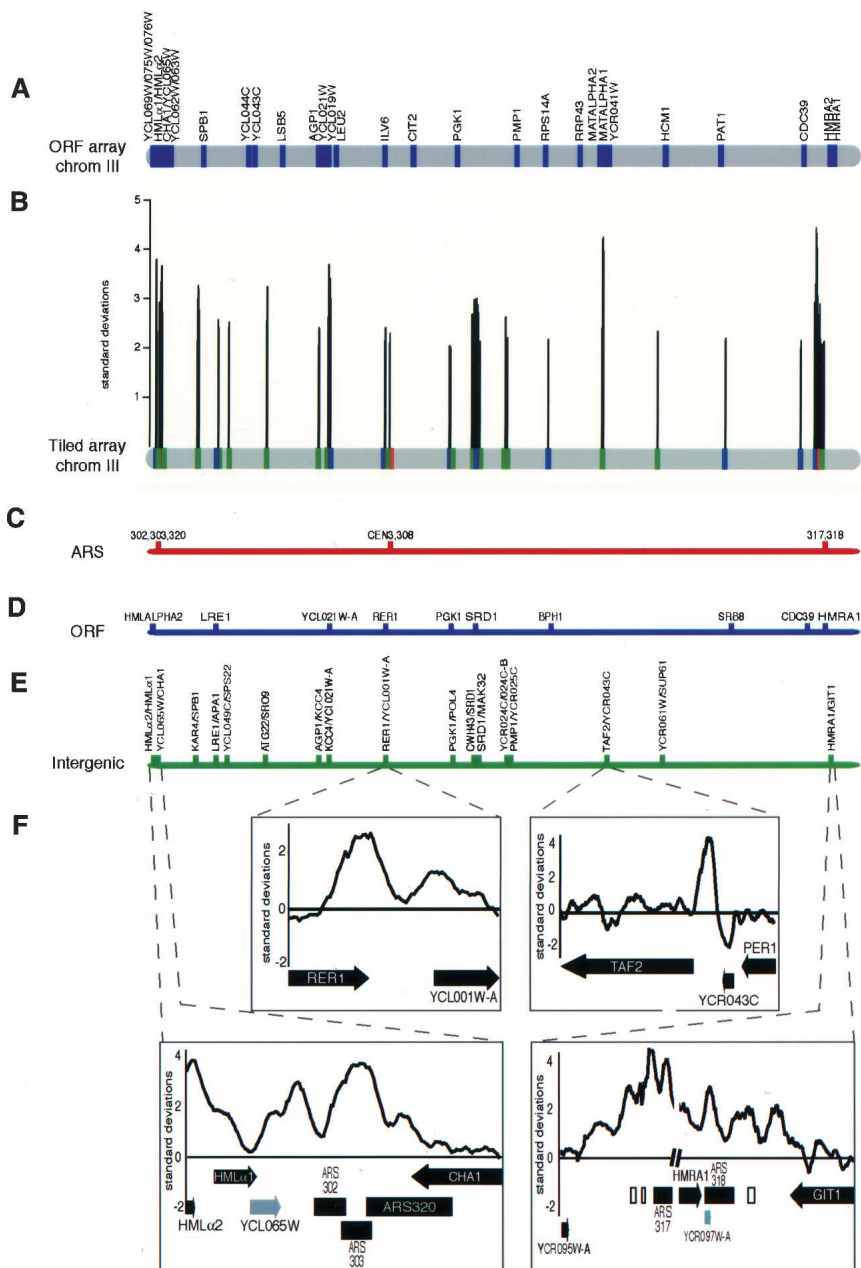 A
YCL069W/075W/076W
HMLα1/HMLα2
CHA1/YCL065W
YCL062W/063W
SPB1
YCL044C
YCL043C
LSB5
AGP1
YCL021W
YCL019W
LEU2
ILV6
CIT2
PGK1
PMP1
RPS14A
RRP43
MATALPHA2
MATALPHA1
YCR041W
HCM1
PAT1
CDC39
HMRA2
HMRA1
ORF array
chrom III
B
5
4
3
2
1
standard deviations
Tiled array
chrom III
C
302,303,320
CEN3,308
317,318
ARS
D
HMLALPHA2
LRE1
YCL021W-A
RER1
PGK1
SRD1
BPH1
SRB8
CDC39
HMRA1
ORF
E
HMLα2/HMLα1
YCL065W/CHA1
KAR4/SPB1
LRE1/APA1
YCL049C/SPS22
ATG22/SRO9
AGP1/KCC4
KCC4/YCL021W-A
RER1/YCL001W-A
PGK1/POL4
CWH43/SRD1
SRD1/MAK32
YCR024C/024C-B
PMP1/YCR025C
TAF2/YCR043C
YCR061W/SUP61
HMRA1/GIT1
Intergenic
F
standard deviations
2
0
-2
RER1
YCL001W-A
standard deviations
4
2
0
-2
TAF2
PER1
YCR043C
standard deviations
4
2
0
-2
HMLα1
HMLα2
YCL065W
ARS
302
ARS
303
ARS320
CHA1
standard deviations
4
2
0
-2
HMRA1
ARS
318
ARS
317
YCR097W-A
YCR095W-A
GIT1